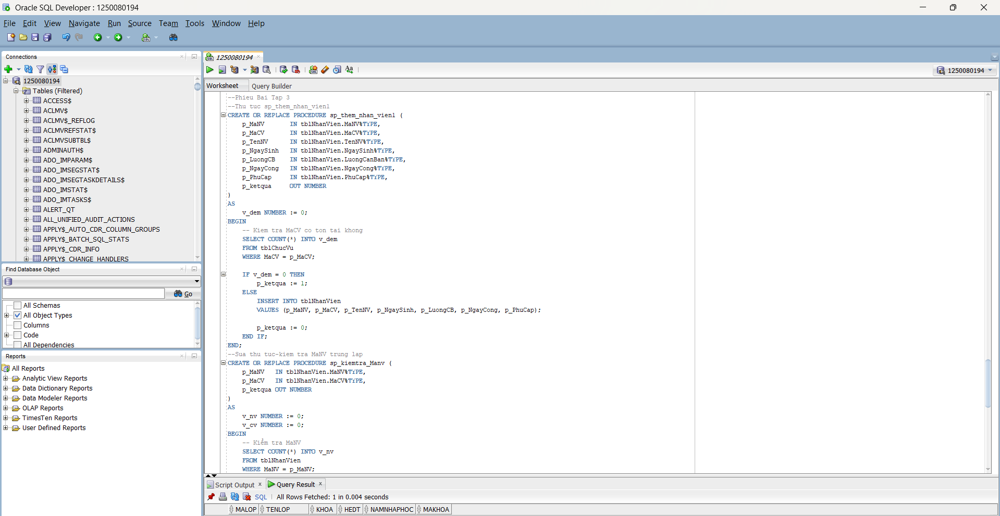 Oracle SQL Developer : 1250080194
File Edit View Navigate Run Source Team Tools Window Help
Connections
1250080194
Tables (Filtered)
ACCESS$
ACLMV$
ACLMV$_REFLOG
ACLMVREFSTAT$
ACLMVSUBTBL$
ADMINAUTH$
ADO_IMPARAM$
ADO_IMSEGSTAT$
ADO_IMSEGTASKDETAILS$
ADO_IMSTAT$
ADO_IMTASKS$
ALERT_QT
ALL_UNIFIED_AUDIT_ACTIONS
APPLY$_AUTO_CDR_COLUMN_GROUPS
APPLY$_BATCH_SQL_STATS
APPLY$_CDR_INFO
APPLY$_CHANGE_HANDLERS
Find Database Object
Go
All Schemas
All Object Types
Columns
Code
All Dependencies
Reports
All Reports
Analytic View Reports
Data Dictionary Reports
Data Modeler Reports
OLAP Reports
TimesTen Reports
User Defined Reports
1250080194
1250080194
Worksheet Query Builder
--Phieu Bai Tap 3
--Thu tuc sp_them_nhan_vien1
CREATE OR REPLACE PROCEDURE sp_them_nhan_vien1 (
p_MaNV IN tblNhanVien.MaNV%TYPE,
p_MaCV IN tblNhanVien.MaCV%TYPE,
p_TenNV IN tblNhanVien.TenNV%TYPE,
p_NgaySinh IN tblNhanVien.NgaySinh%TYPE,
p_LuongCB IN tblNhanVien.LuongCanBan%TYPE,
p_NgayCong IN tblNhanVien.NgayCong%TYPE,
p_PhuCap IN tblNhanVien.PhuCap%TYPE,
p_ketqua OUT NUMBER
)
AS
v_dem NUMBER := 0;
BEGIN
-- Kiem tra MaCV co ton tai khong
SELECT COUNT(*) INTO v_dem
FROM tblChucVu
WHERE MaCV = p_MaCV;
IF v_dem = 0 THEN
p_ketqua := 1;
ELSE
INSERT INTO tblNhanVien
VALUES (p_MaNV, p_MaCV, p_TenNV, p_NgaySinh, p_LuongCB, p_NgayCong, p_PhuCap);
p_ketqua := 0;
END IF;
END;
--Sua thu tuc-kiem tra MaNV trung lap
CREATE OR REPLACE PROCEDURE sp_kiemtra_Manv (
p_MaNV IN tblNhanVien.MaNV%TYPE,
p_MaCV IN tblNhanVien.MaCV%TYPE,
p_ketqua OUT NUMBER
)
AS
v_nv NUMBER := 0;
v_cv NUMBER := 0;
BEGIN
-- Kiểm tra MaNV
SELECT COUNT(*) INTO v_nv
FROM tblNhanVien
WHERE MaNV = p_MaNV;
Script Output Query Result
SQL All Rows Fetched: 1 in 0.004 seconds
MALOP TENLOP KHOA HEDT NAMNHAPHOC MAKHOA